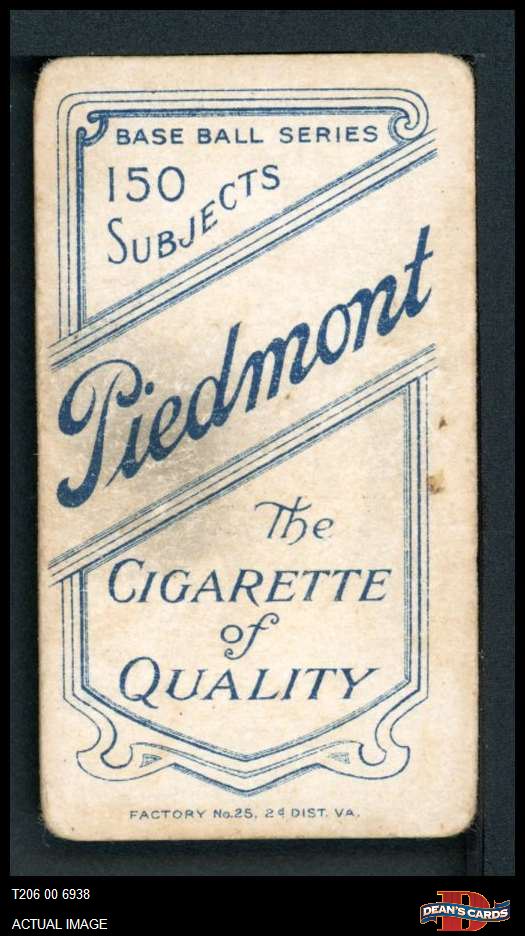 BASE BALL SERIES
150
SUBJECTS
Piedmont
The
CIGARETTE
of
QUALITY
FACTORY No.25, 2d DIST. VA.
T206 00 6938
ACTUAL IMAGE
D
DEAN'S CARDS